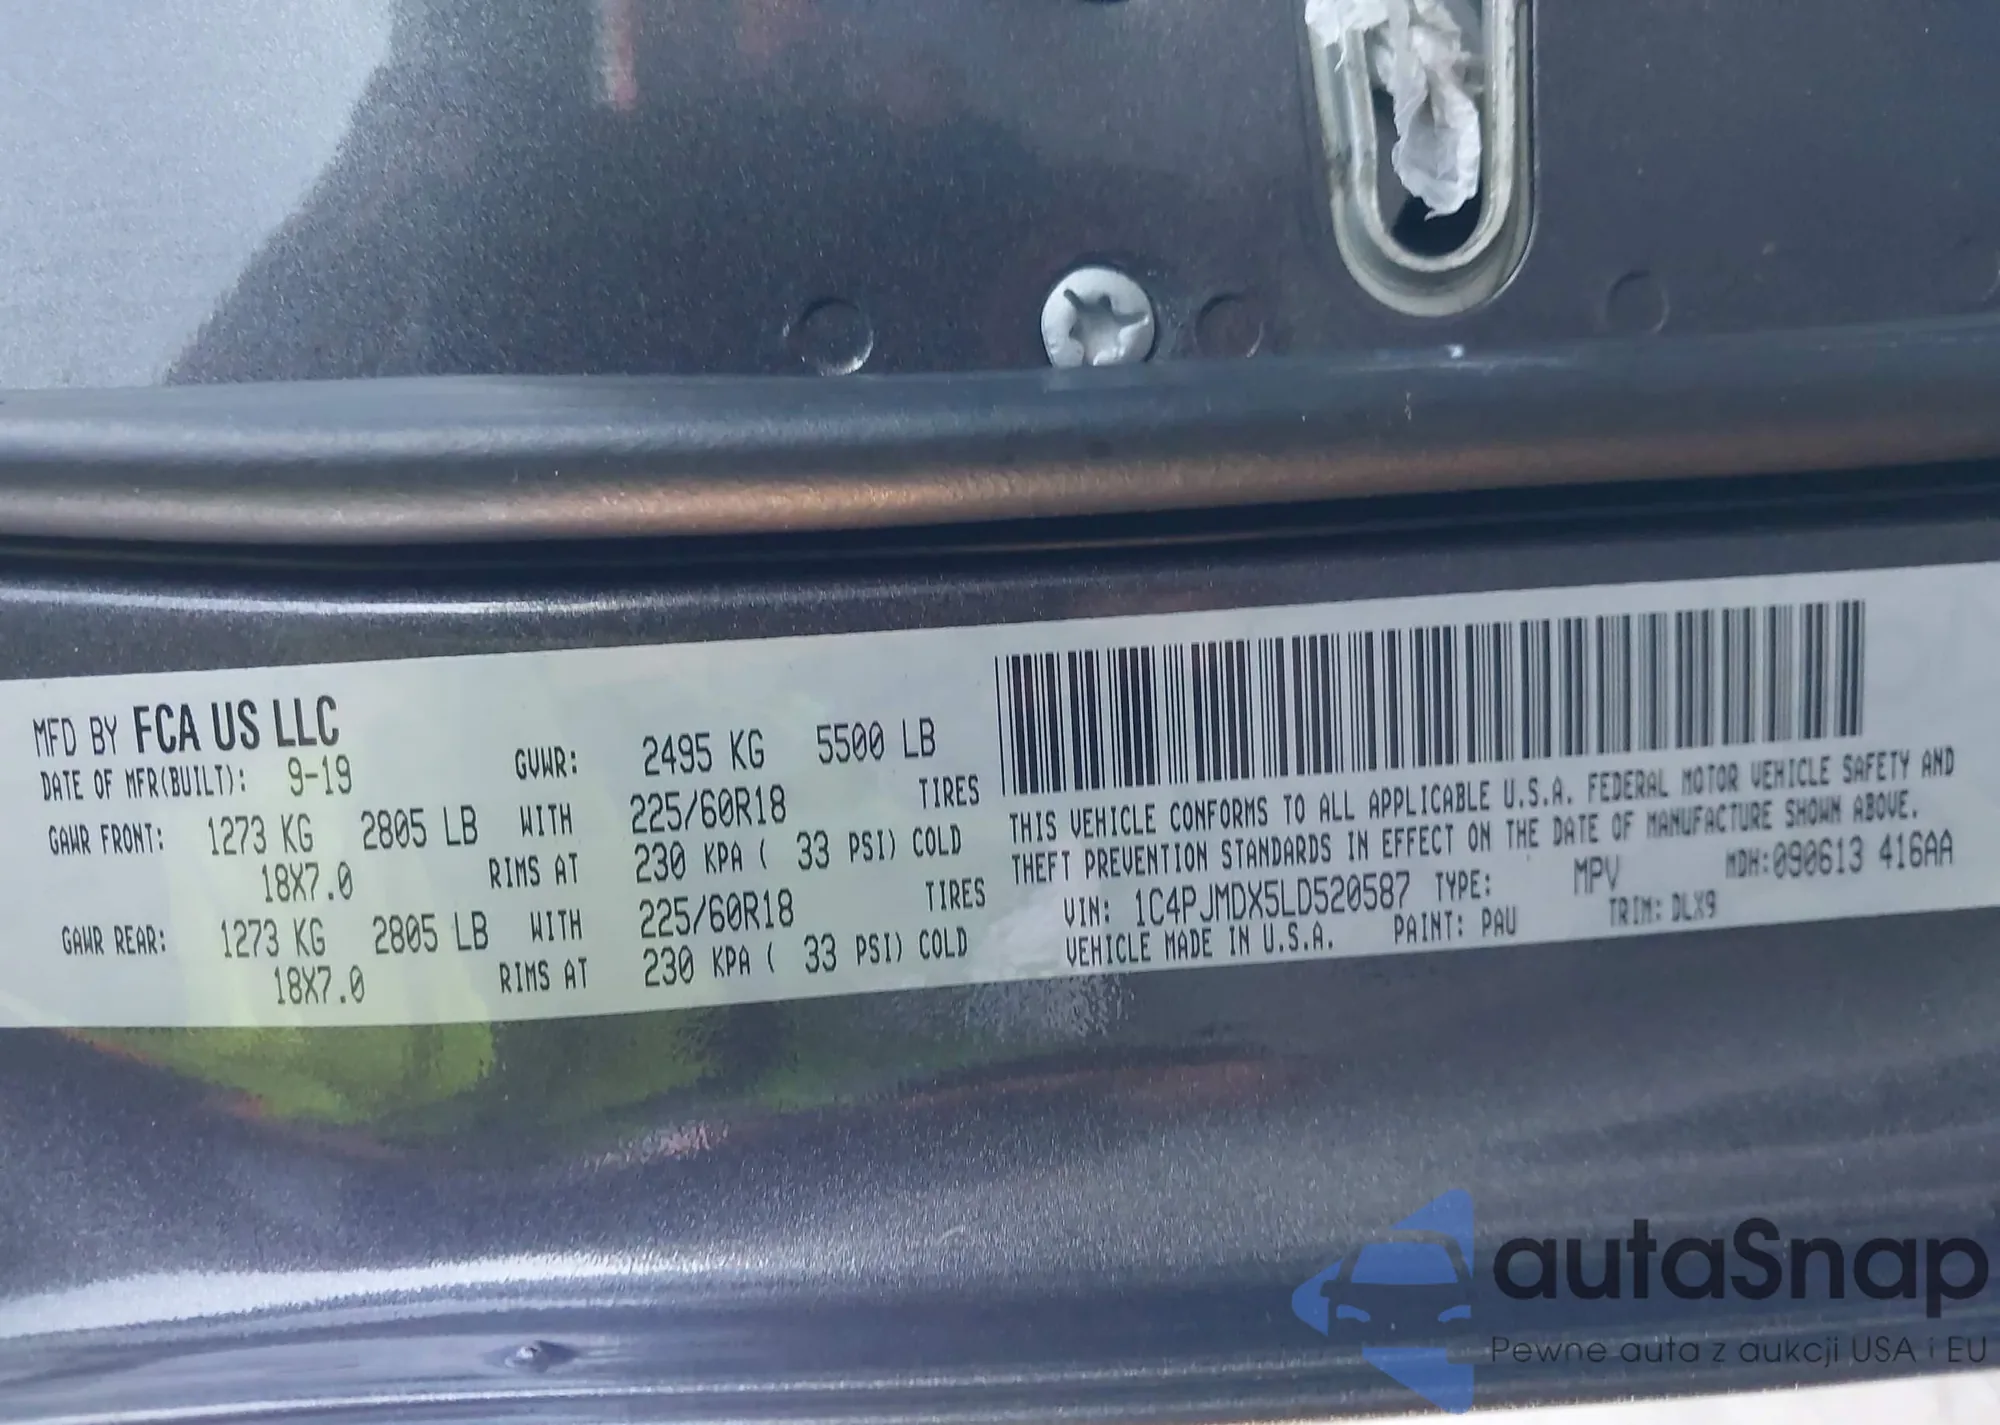 MFD BY FCA US LLC
DATE OF MFR(BUILT): 9-19 GVWR: 2495 KG 5500 LB
GAWR FRONT: 1273 KG 2805 LB WITH 225/60R18 TIRES
18X7.0 RIMS AT 230 KPA ( 33 PSI) COLD
GAWR REAR: 1273 KG 2805 LB WITH 225/60R18 TIRES
18X7.0 RIMS AT 230 KPA ( 33 PSI) COLD
THIS VEHICLE CONFORMS TO ALL APPLICABLE U.S.A. FEDERAL MOTOR VEHICLE SAFETY AND
THEFT PREVENTION STANDARDS IN EFFECT ON THE DATE OF MANUFACTURE SHOWN ABOVE.
VIN: 1C4PJMDX5LD520587 TYPE: MPV MDH:090613 416AA
VEHICLE MADE IN U.S.A. PAINT: PAU TRIM: DLX9
autaSnap
Pewne auta z aukcji USA i EU